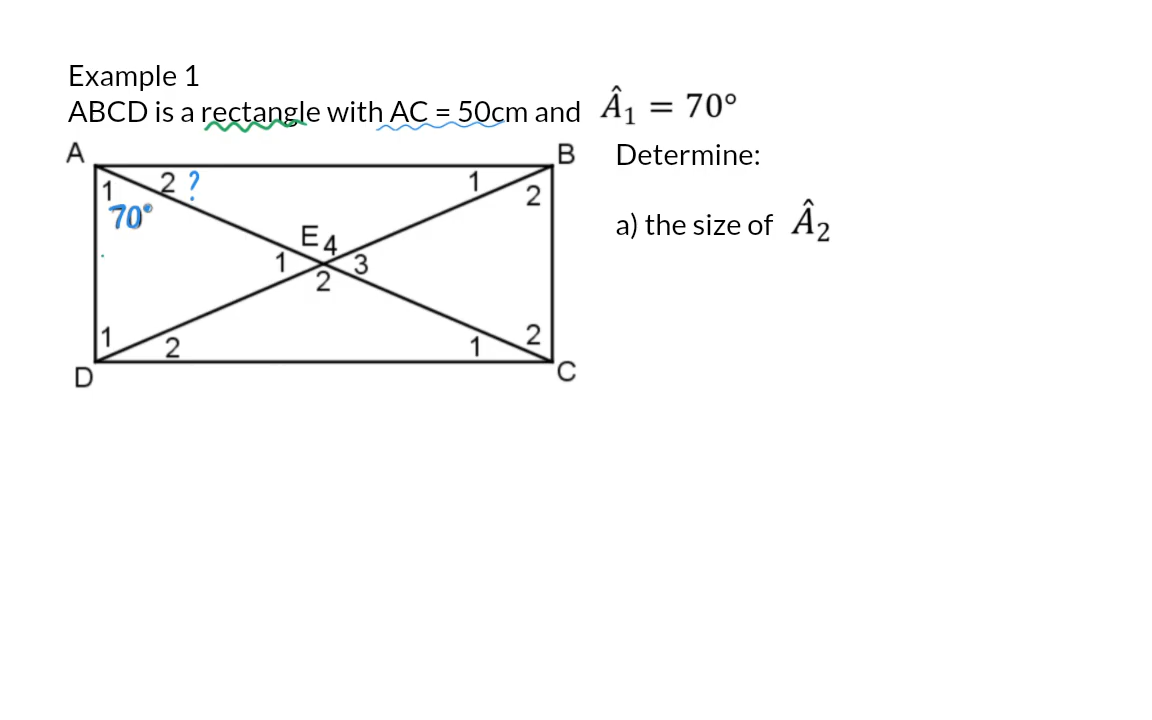 Example 1
ABCD is a rectangle with AC = 50cm and Â₁ = 70°
Determine:
a) the size of Â₂
A
B
1
2 ?
1
2
70°
E
4
1
3
2
1
2
1
2
D
C